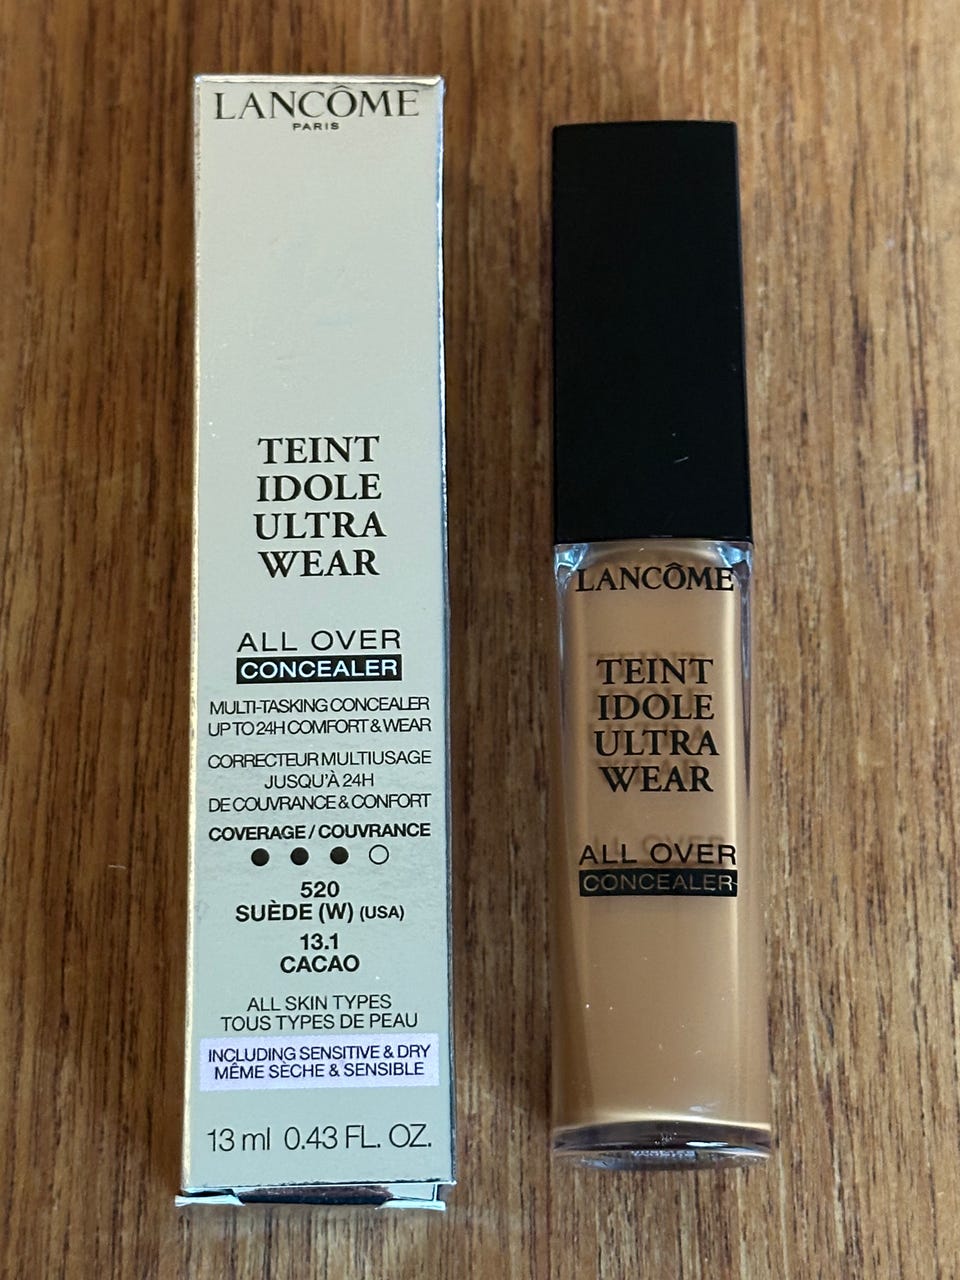 LANCÔME
PARIS
TEINT
IDOLE
ULTRA
WEAR
ALL OVER
CONCEALER
MULTI-TASKING CONCEALER
UP TO 24H COMFORT & WEAR
CORRECTEUR MULTIUSAGE
JUSQU'À 24H
DE COUVRANCE & CONFORT
COVERAGE / COUVRANCE
520
SUÈDE (W) (USA)
13.1
CACAO
ALL SKIN TYPES
TOUS TYPES DE PEAU
INCLUDING SENSITIVE & DRY
MÊME SÈCHE & SENSIBLE
13 ml 0.43 FL. OZ.
LANCÔME
TEINT
IDOLE
ULTRA
WEAR
ALL OVER
CONCEALER